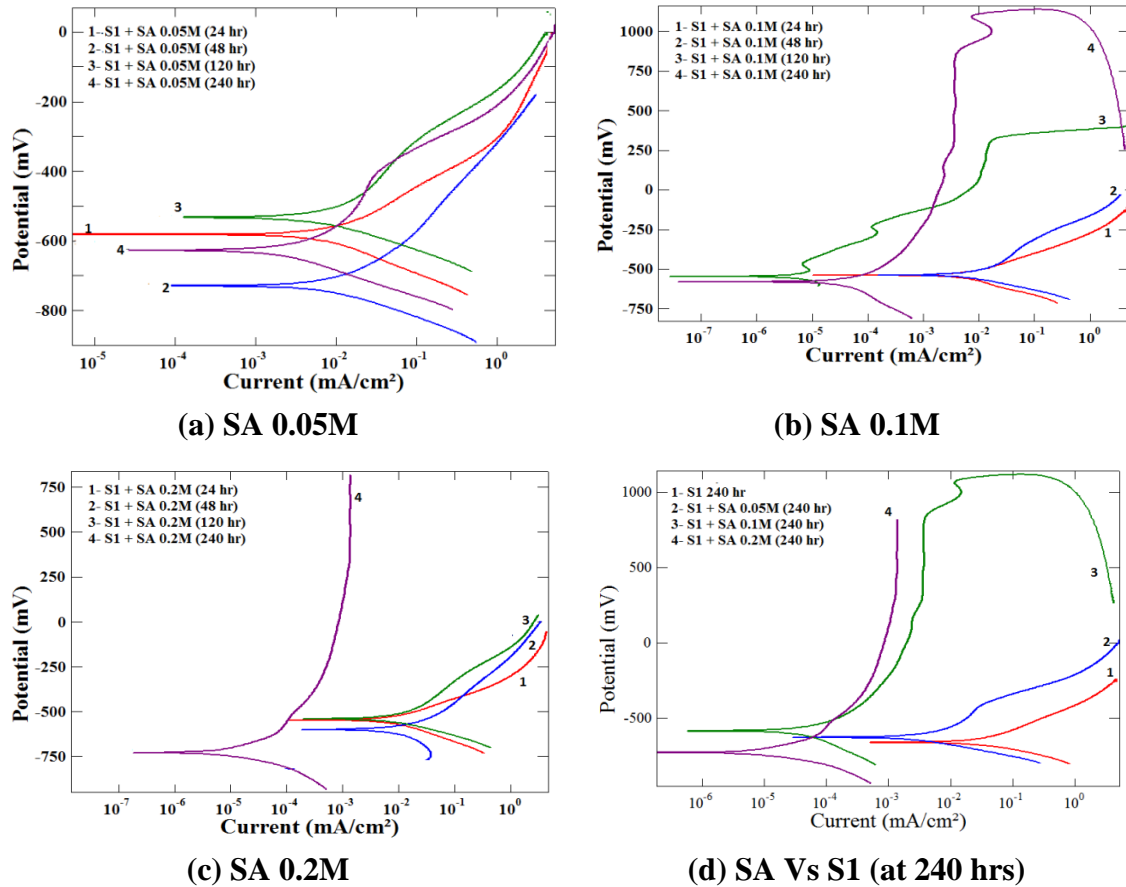 1--S1 + SA 0.05M (24 hr)
2- S1 + SA 0.05M (48 hr)
3- S1 + SA 0.05M (120 hr)
4- S1 + SA 0.05M (240 hr)
0
-200
-400
-600
-800
Potential (mV)
3
1
4
2
10⁻⁵
10⁻⁴
10⁻³
10⁻²
10⁻¹
10⁰
Current (mA/cm²)
(a) SA 0.05M
1- S1 + SA 0.1M (24 hr)
2- S1 + SA 0.1M (48 hr)
3- S1 + SA 0.1M (120 hr)
4- S1 + SA 0.1M (240 hr)
1000
750
500
250
0
-250
-500
-750
Potential (mV)
4
3
2
1
10⁻⁷
10⁻⁶
10⁻⁵
10⁻⁴
10⁻³
10⁻²
10⁻¹
10⁰
Current (mA/cm²)
(b) SA 0.1M
1- S1 + SA 0.2M (24 hr)
2- S1 + SA 0.2M (48 hr)
3- S1 + SA 0.2M (120 hr)
4- S1 + SA 0.2M (240 hr)
750
500
250
0
-250
-500
-750
Potential (mV)
4
3
2
1
10⁻⁷
10⁻⁶
10⁻⁵
10⁻⁴
10⁻³
10⁻²
10⁻¹
10⁰
Current (mA/cm²)
(c) SA 0.2M
1- S1 240 hr
2- S1 + SA 0.05M (240 hr)
3- S1 + SA 0.1M (240 hr)
4- S1 + SA 0.2M (240 hr)
1000
500
0
-500
Potential (mV)
4
3
2
1
10⁻⁶
10⁻⁵
10⁻⁴
10⁻³
10⁻²
10⁻¹
10⁰
Current (mA/cm²)
(d) SA Vs S1 (at 240 hrs)